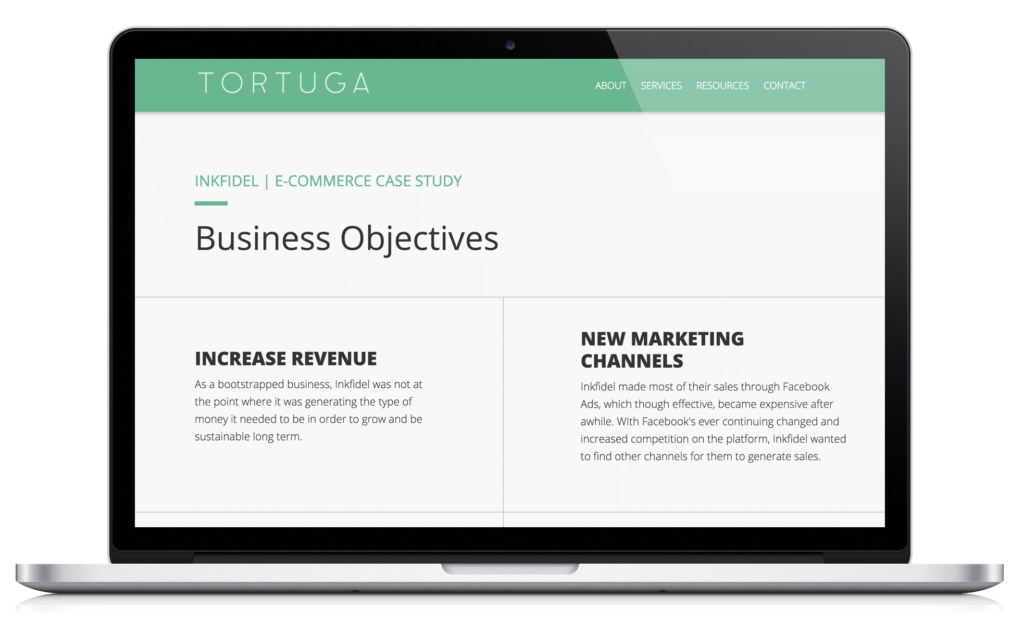 TORTUGA
ABOUT SERVICES RESOURCES CONTACT
INKFIDEL | E-COMMERCE CASE STUDY
Business Objectives
INCREASE REVENUE
As a bootstrapped business, Inkfidel was not at
the point where it was generating the type of
money it needed to be in order to grow and be
sustainable long term.
NEW MARKETING
CHANNELS
Inkfidel made most of their sales through Facebook
Ads, which though effective, became expensive after
awhile. WIth Facebook's ever continuing changed and
increased competition on the platform, Inkfidel wanted
to find other channels for them to generate sales.